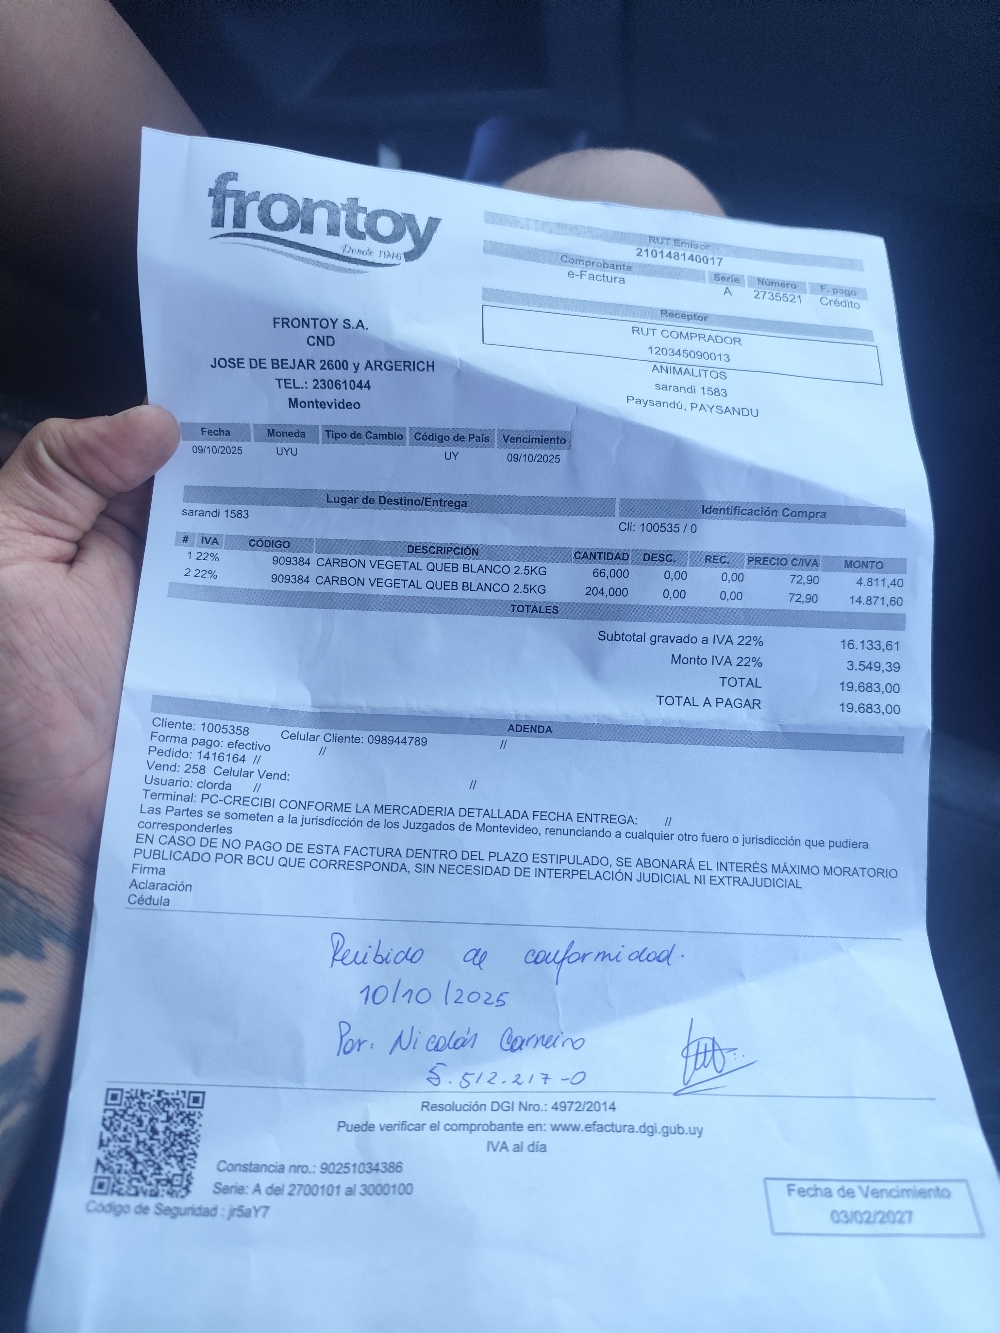 frontoy
Desde 1946
RUT Emisor
210148140017
Comprobante Serie Número F. pago
e-Factura A 2735521 Crédito
Receptor
RUT COMPRADOR
120345090013
ANIMALITOS
sarandi 1583
Paysandú, PAYSANDU
FRONTOY S.A.
CND
JOSE DE BEJAR 2600 y ARGERICH
TEL.: 23061044
Montevideo
Fecha Moneda Tipo de Cambio Código de País Vencimiento
09/10/2025 UYU UY 09/10/2025
Lugar de Destino/Entrega Identificación Compra
sarandi 1583 Cli: 100535 / 0
# IVA CÓDIGO DESCRIPCIÓN CANTIDAD DESC. REC. PRECIO C/IVA MONTO
1 22% 909384 CARBON VEGETAL QUEB BLANCO 2.5KG 66,000 0,00 0,00 72,90 4.811,40
2 22% 909384 CARBON VEGETAL QUEB BLANCO 2.5KG 204,000 0,00 0,00 72,90 14.871,60
TOTALES
Subtotal gravado a IVA 22% 16.133,61
Monto IVA 22% 3.549,39
TOTAL 19.683,00
TOTAL A PAGAR 19.683,00
ADENDA
Cliente: 1005358 Celular Cliente: 098944789 //
Forma pago: efectivo //
Pedido: 1416164 //
Vend: 258 Celular Vend: //
Usuario: clorda //
Terminal: PC-CRECIBI CONFORME LA MERCADERIA DETALLADA FECHA ENTREGA: //
Las Partes se someten a la jurisdicción de los Juzgados de Montevideo, renunciando a cualquier otro fuero o jurisdicción que pudiera
corresponderles
EN CASO DE NO PAGO DE ESTA FACTURA DENTRO DEL PLAZO ESTIPULADO, SE ABONARÁ EL INTERÉS MÁXIMO MORATORIO
PUBLICADO POR BCU QUE CORRESPONDA, SIN NECESIDAD DE INTERPELACIÓN JUDICIAL NI EXTRAJUDICIAL
Firma
Aclaración
Cédula
Recibido de conformidad.
10/10/2025
Por: Nicolás Carneiro
5.512.217-0
Resolución DGI Nro.: 4972/2014
Puede verificar el comprobante en: www.efactura.dgi.gub.uy
IVA al día
Constancia nro.: 90251034386
Serie: A del 2700101 al 3000100
Código de Seguridad : jr5aY7
Fecha de Vencimiento
03/02/2027